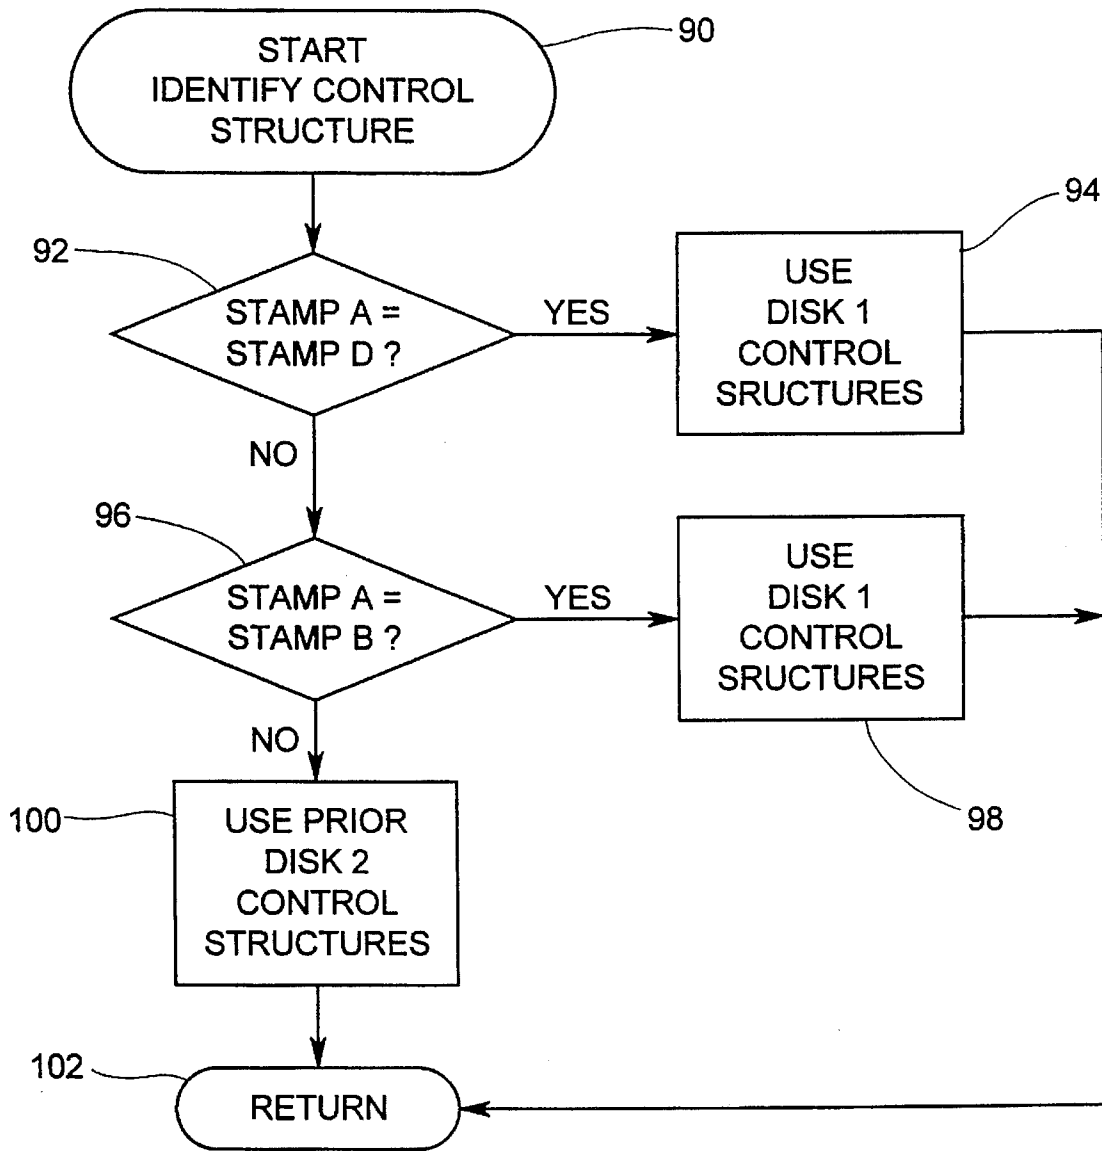 START
IDENTIFY CONTROL
STRUCTURE
90
92
STAMP A =
STAMP D ?
YES
USE
DISK 1
CONTROL
SRUCTURES
94
NO
96
STAMP A =
STAMP B ?
YES
USE
DISK 1
CONTROL
SRUCTURES
98
NO
100
USE PRIOR
DISK 2
CONTROL
STRUCTURES
102
RETURN